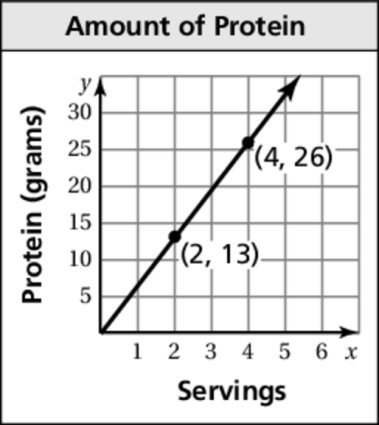 Amount of Protein
y
30
25
20
15
10
5
(4, 26)
(2, 13)
1 2 3 4 5 6 x
Protein (grams)
Servings